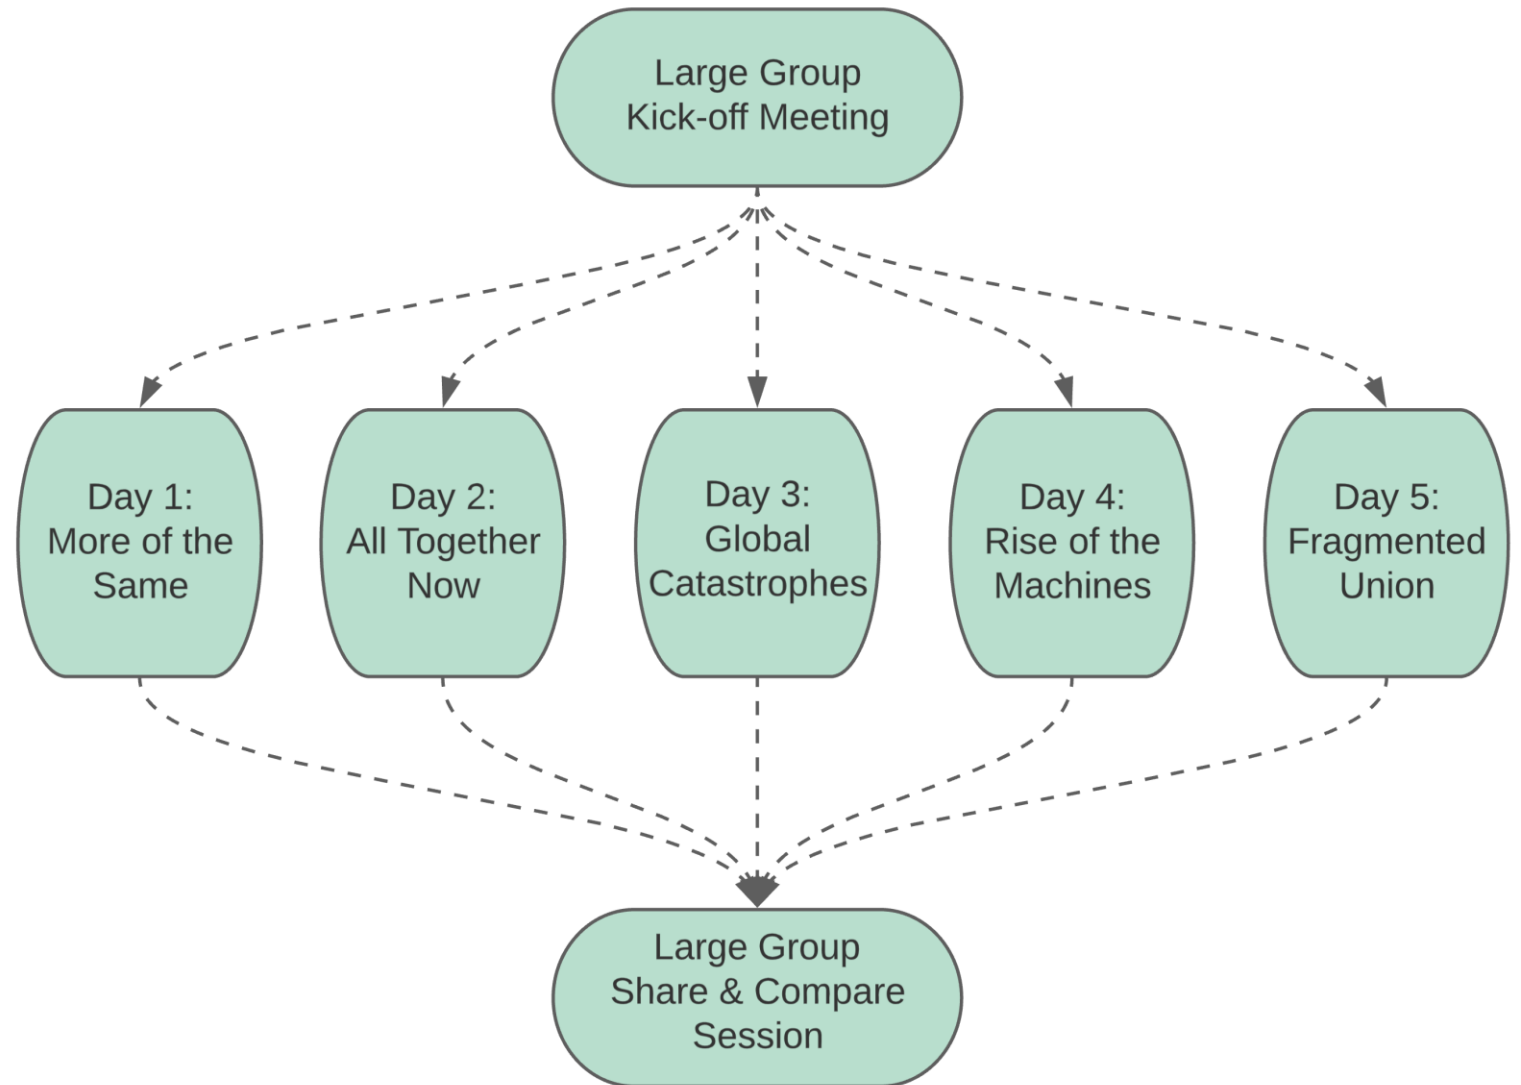 Large Group
Kick-off Meeting
Day 1:
More of the
Same
Day 2:
All Together
Now
Day 3:
Global
Catastrophes
Day 4:
Rise of the
Machines
Day 5:
Fragmented
Union
Large Group
Share & Compare
Session